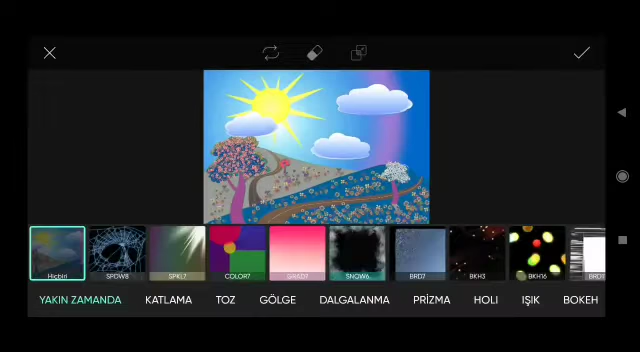 Hiçbiri SPDW8 SPKL7 COLOR7 GRAD7 SNOW6 BRD7 BKH3 BKH16
YAKIN ZAMANDA KATLAMA TOZ GÖLGE DALGALANMA PRİZMA HOLI IŞIK BOKEH